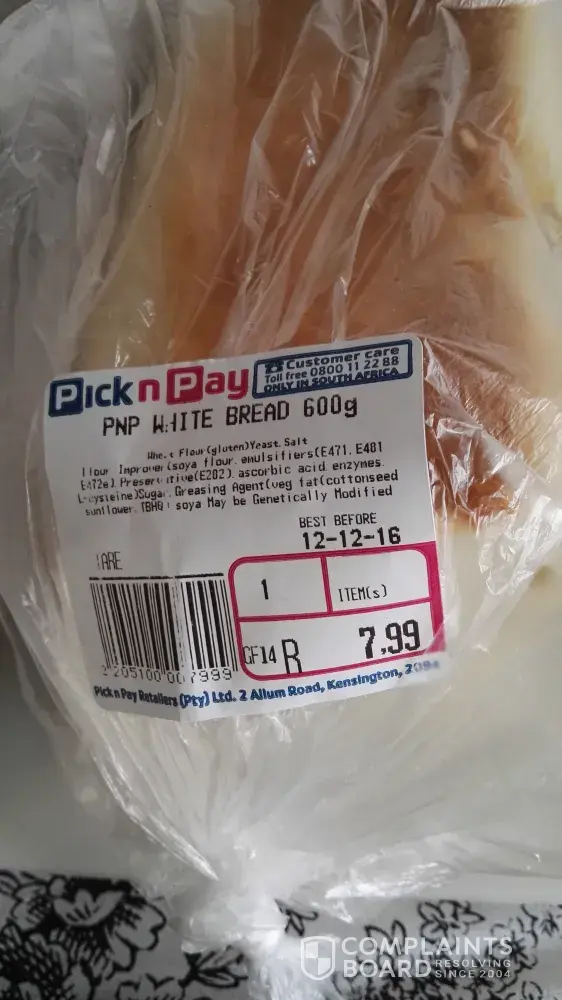 Pick n Pay
Customer care
Toll free 0800 11 22 88
ONLY IN SOUTH AFRICA
PNP WHITE BREAD 600g
Wheat Flour(gluten)Yeast. Salt
Flour Improver(soya flour. emulsifiers(E471. E481
E472e). Preservative(E282). ascorbic acid enzymes.
L-cysteine)Sugar. Greasing Agent(veg fat(cottonseed
sunflower. TBHQ) soya May be Genetically Modified
BEST BEFORE
12-12-16
1
ITEM(s)
GF14 R 7,99
Pick n Pay Retailers (Pty) Ltd. 2 Allum Road, Kensington, 2094
COMPLAINTS
BOARD RESOLVING
SINCE 2004